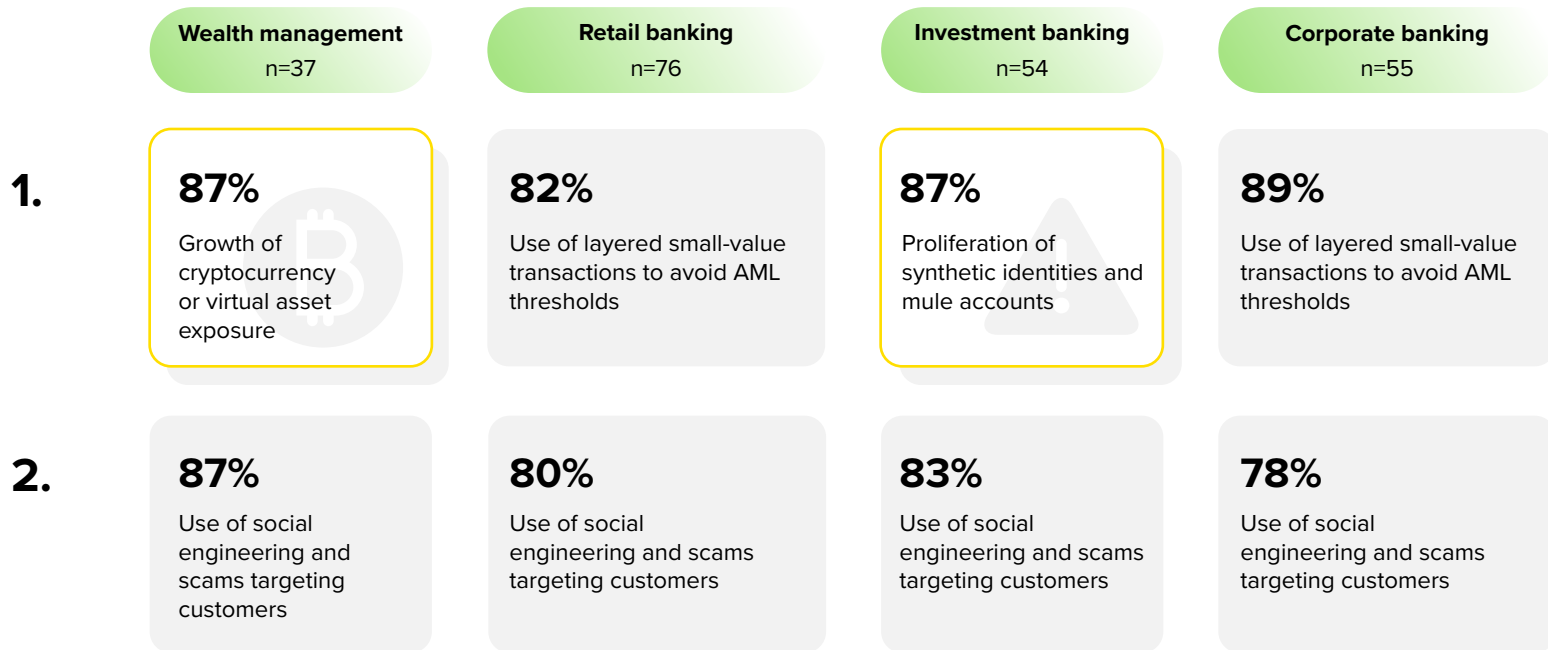 Wealth management
n=37
Retail banking
n=76
Investment banking
n=54
Corporate banking
n=55
1.
87%
Growth of
cryptocurrency
or virtual asset
exposure
82%
Use of layered small-value
transactions to avoid AML
thresholds
87%
Proliferation of
synthetic identities and
mule accounts
89%
Use of layered small-value
transactions to avoid AML
thresholds
2.
87%
Use of social
engineering and
scams targeting
customers
80%
Use of social
engineering and scams
targeting customers
83%
Use of social
engineering and scams
targeting customers
78%
Use of social
engineering and scams
targeting customers